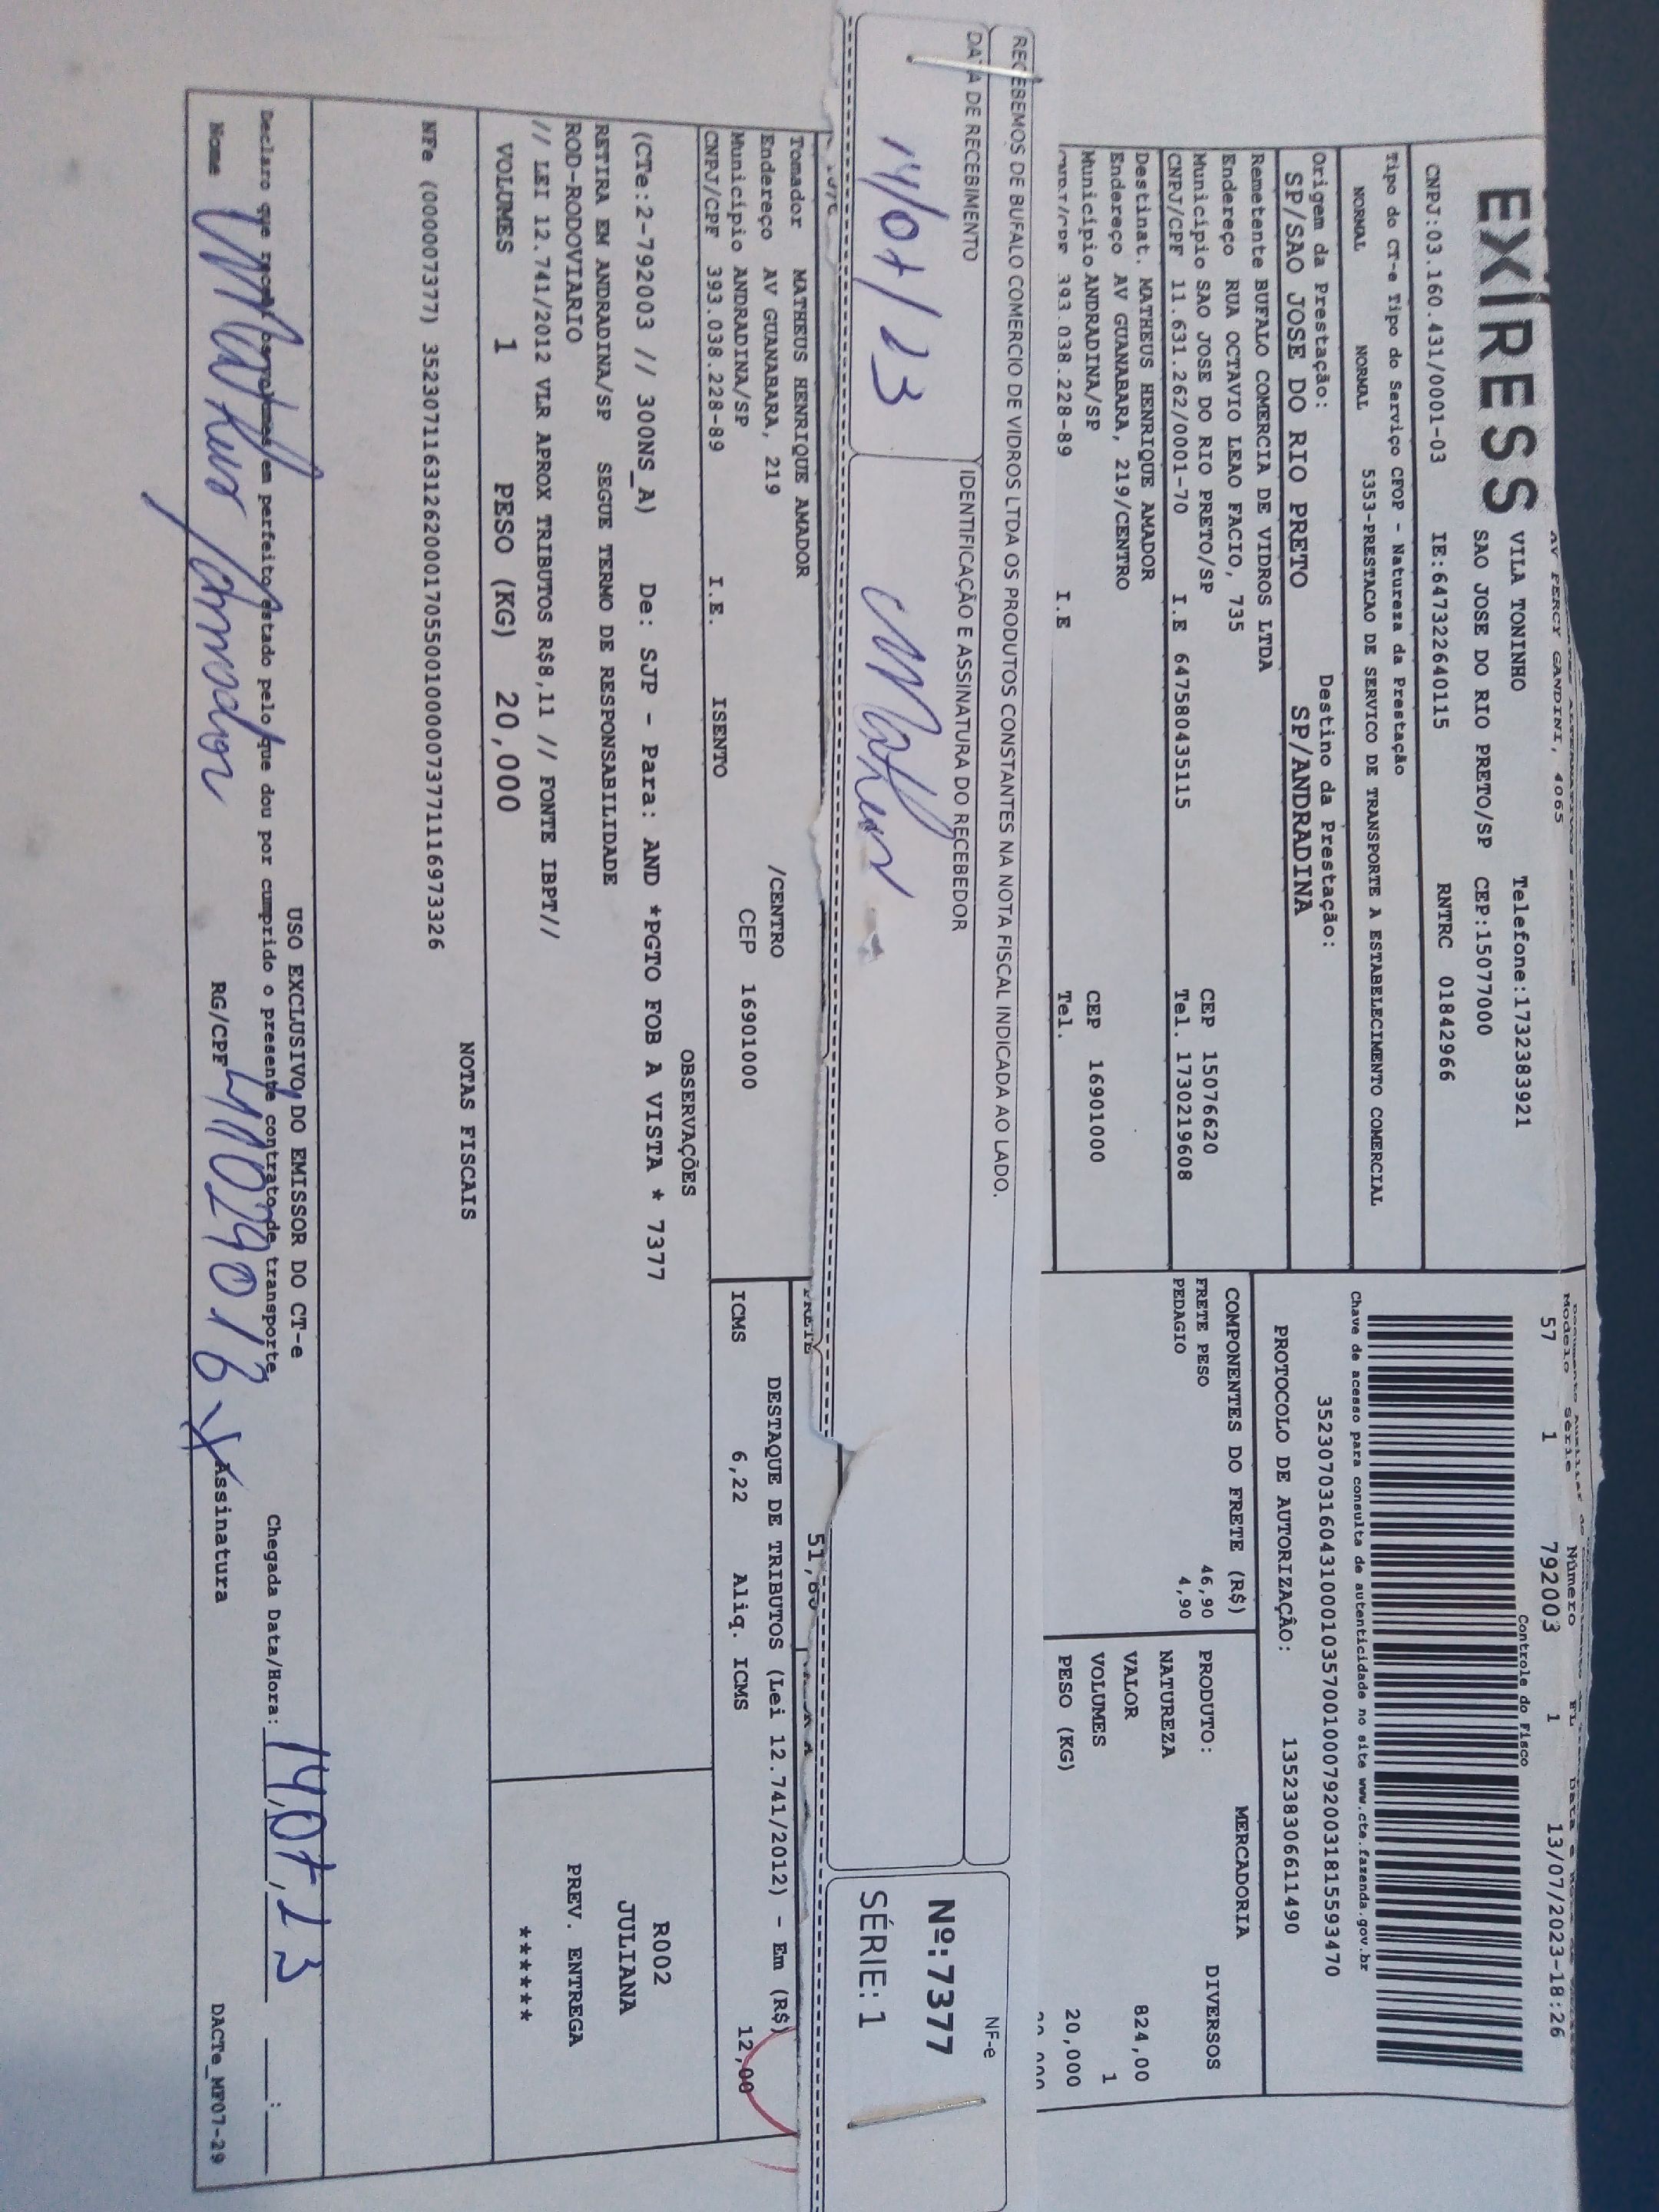 AV PERCY GANDINI, 4065
EXPRESS
VILA TONINHO Telefone:1732383921
SAO JOSE DO RIO PRETO/SP CEP:15077000
CNPJ:03.160.431/0001-03 IE:647322640115 RNTRC 01842966
Modelo Série Número FL
57 1 792003 1 13/07/2023-18:26
Controle do Fisco
Tipo do CT-e Tipo do Serviço CFOP - Natureza da Prestação
NORMAL NORMAL 5353-PRESTACAO DE SERVICO DE TRANSPORTE A ESTABELECIMENTO COMERCIAL
Chave de acesso para consulta de autenticidade no site www.cte.fazenda.gov.br
35230703160431000103570010007920031815593470
Origem da Prestação: Destino da Prestação:
SP/SAO JOSE DO RIO PRETO SP/ANDRADINA
PROTOCOLO DE AUTORIZAÇÃO: 135238306611490
Remetente BUFALO COMERCIA DE VIDROS LTDA
Endereço RUA OCTAVIO LEAO FACIO, 735
Município SAO JOSE DO RIO PRETO/SP CEP 15076620
CNPJ/CPF 11.631.262/0001-70 I.E 647580435115 Tel. 1730219608
Destinat. MATHEUS HENRIQUE AMADOR
Endereço AV GUANABARA, 219/CENTRO
Município ANDRADINA/SP CEP 16901000
CNPJ/CPF 393.038.228-89 I.E Tel.
COMPONENTES DO FRETE (R$)
FRETE PESO 46,90
PEDAGIO 4,90
MERCADORIA
PRODUTO: DIVERSOS
NATUREZA
VALOR 824,00
VOLUMES 1
PESO (KG) 20,000
RECEBEMOS DE BUFALO COMERCIO DE VIDROS LTDA OS PRODUTOS CONSTANTES NA NOTA FISCAL INDICADA AO LADO.
DATA DE RECEBIMENTO IDENTIFICAÇÃO E ASSINATURA DO RECEBEDOR
14/07/23 Matheus
NF-e
Nº: 7377
SÉRIE: 1
FRETE
Tomador MATHEUS HENRIQUE AMADOR
Endereço AV GUANABARA, 219 /CENTRO
Município ANDRADINA/SP CEP 16901000
CNPJ/CPF 393.038.228-89 I.E. ISENTO
DESTAQUE DE TRIBUTOS (Lei 12.741/2012) - Em (R$)
ICMS 6,22 Aliq. ICMS 12,00
OBSERVAÇÕES
(CTe:2-792003 // 300NS_A) De: SJP - Para: AND *PGTO FOB A VISTA * 7377
RETIRA EM ANDRADINA/SP SEGUE TERMO DE RESPONSABILIDADE
ROD-RODOVIARIO
// LEI 12.741/2012 VLR APROX TRIBUTOS R$8,11 // FONTE IBPT//
VOLUMES 1 PESO (KG) 20,000
R002
JULIANA
PREV. ENTREGA
******
NOTAS FISCAIS
NFe (000007377) 35230711631262000170550010000073771116973326
USO EXCLUSIVO DO EMISSOR DO CT-e
Declaro que recebi os volumes em perfeito estado pelo que dou por cumprido o presente contrato de transporte.
Chegada Data/Hora: 14,07,23 :
Nome Matheus Amador RG/CPF Assinatura
DACTe_MF07-29